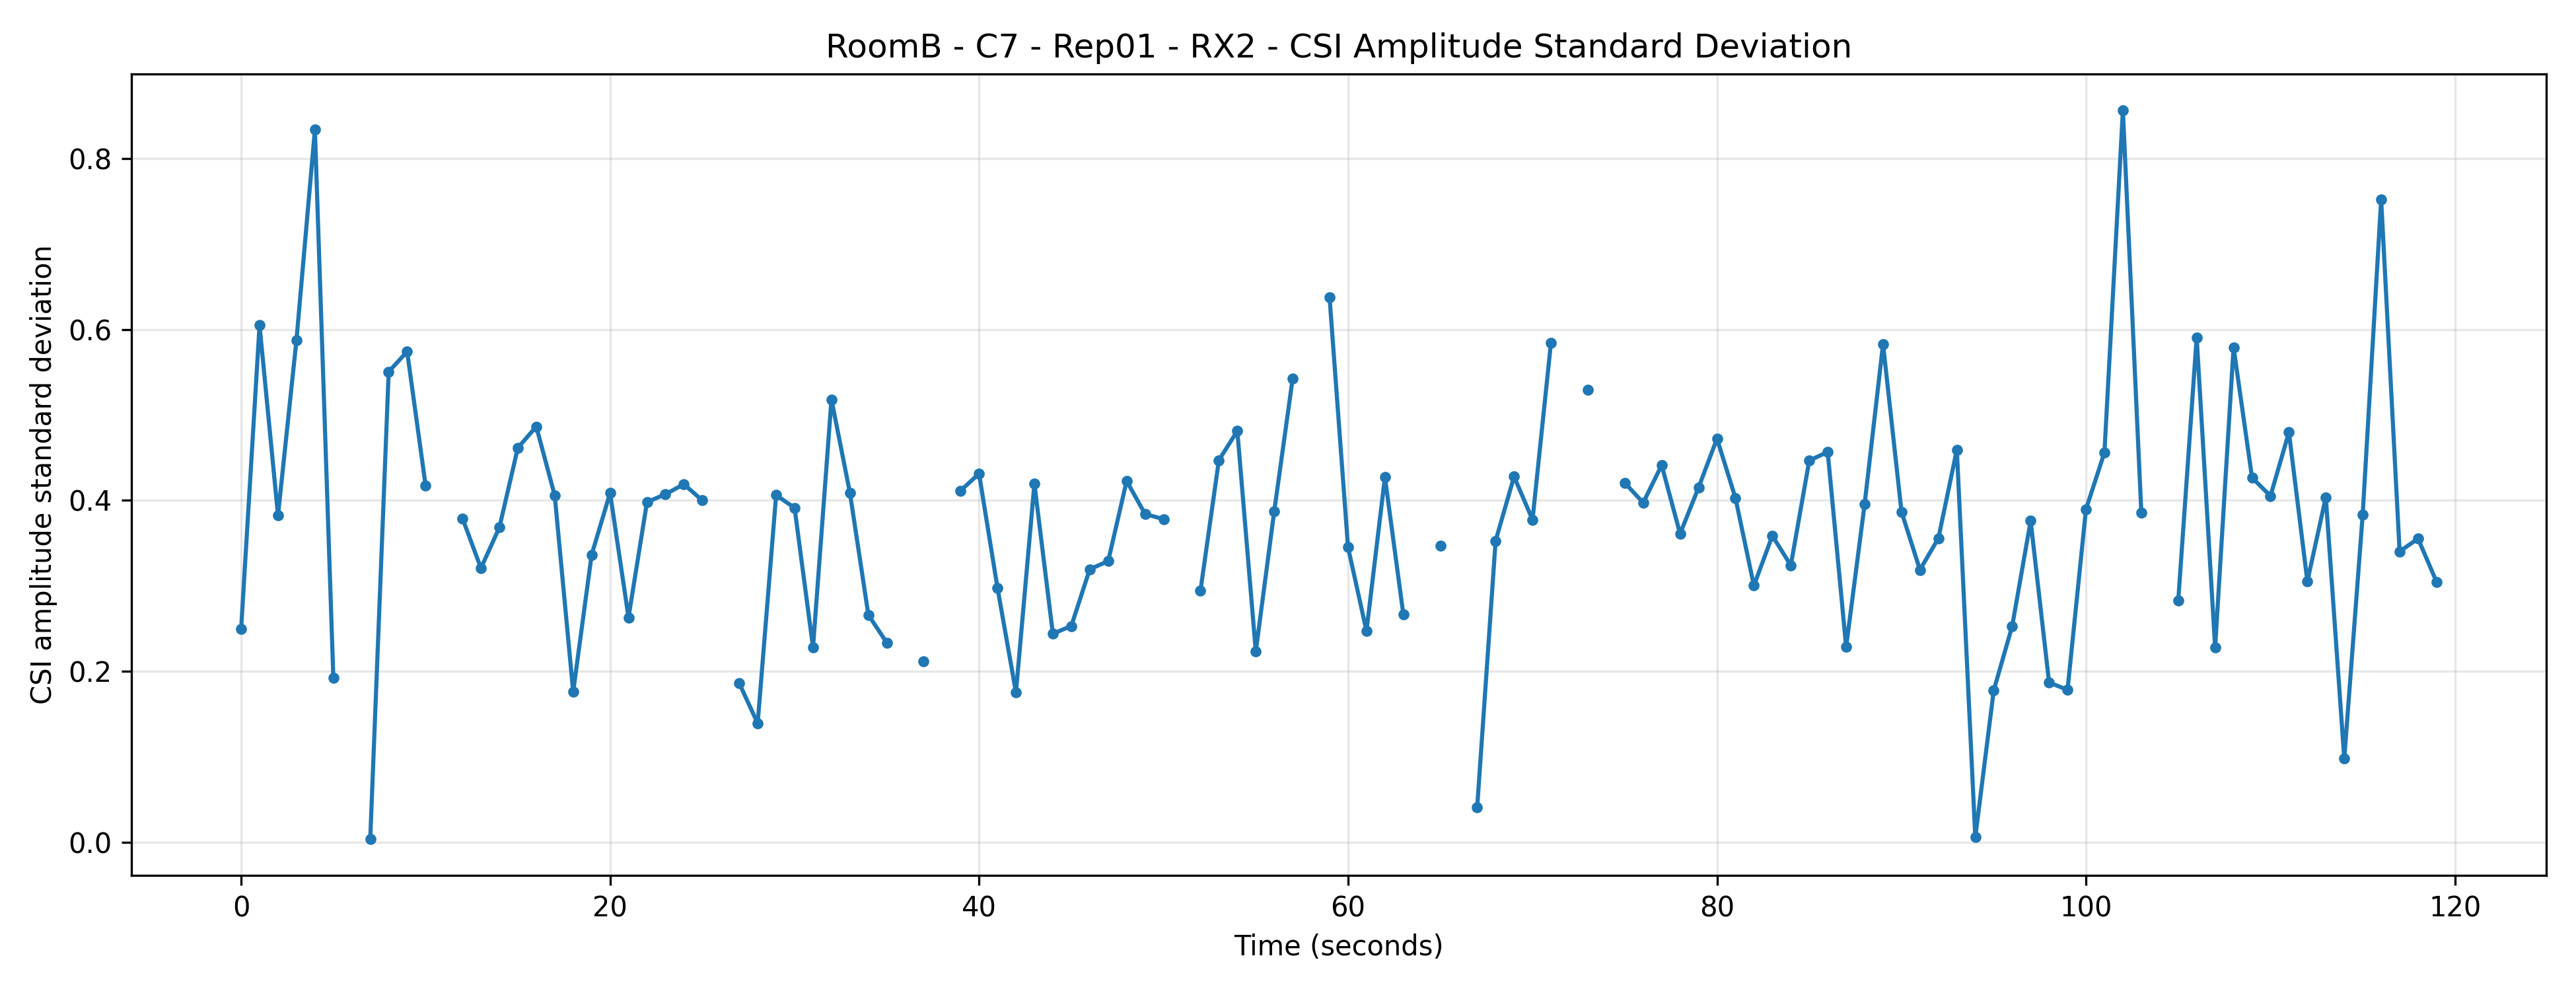 RoomB - C7 - Rep01 - RX2 - CSI Amplitude Standard Deviation
CSI amplitude standard deviation
0.8
0.6
0.4
0.2
0.0
0 20 40 60 80 100 120
Time (seconds)